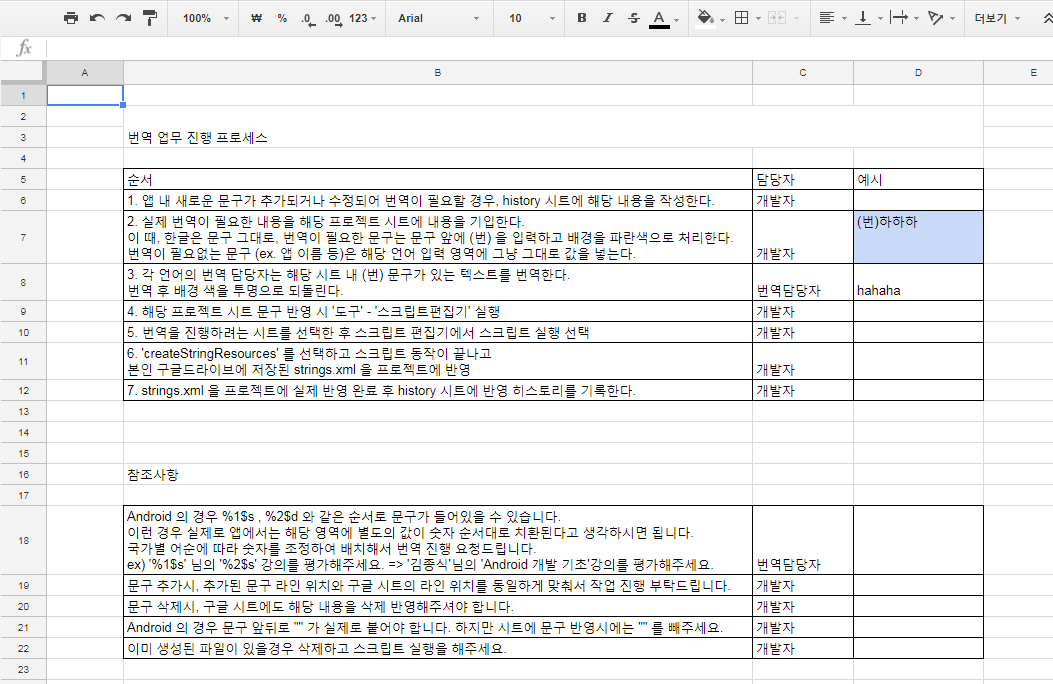 100% ₩ % .0 .00 123 Arial 10 B I S A 더보기
fx
A B C D E
1
2
3 번역 업무 진행 프로세스
4
5 순서 담당자 예시
6 1. 앱 내 새로운 문구가 추가되거나 수정되어 번역이 필요할 경우, history 시트에 해당 내용을 작성한다. 개발자
2. 실제 번역이 필요한 내용을 해당 프로젝트 시트에 내용을 기입한다. (번)하하하
7 이 때, 한글은 문구 그대로, 번역이 필요한 문구는 문구 앞에 (번) 을 입력하고 배경을 파란색으로 처리한다.
번역이 필요없는 문구 (ex. 앱 이름 등)은 해당 언어 입력 영역에 그냥 그대로 값을 넣는다. 개발자
8 3. 각 언어의 번역 담당자는 해당 시트 내 (번) 문구가 있는 텍스트를 번역한다.
번역 후 배경 색을 투명으로 되돌린다. 번역담당자 hahaha
9 4. 해당 프로젝트 시트 문구 반영 시 '도구' - '스크립트편집기' 실행 개발자
10 5. 번역을 진행하려는 시트를 선택한 후 스크립트 편집기에서 스크립트 실행 선택 개발자
11 6. 'createStringResources' 를 선택하고 스크립트 동작이 끝나고
본인 구글드라이브에 저장된 strings.xml 을 프로젝트에 반영 개발자
12 7. strings.xml 을 프로젝트에 실제 반영 완료 후 history 시트에 반영 히스토리를 기록한다. 개발자
13
14
15
16 참조사항
17
Android 의 경우 %1$s , %2$d 와 같은 순서로 문구가 들어있을 수 있습니다.
이런 경우 실제로 앱에서는 해당 영역에 별도의 값이 숫자 순서대로 치환된다고 생각하시면 됩니다.
18 국가별 어순에 따라 숫자를 조정하여 배치해서 번역 진행 요청드립니다.
ex) '%1$s' 님의 '%2$s' 강의를 평가해주세요. => '김종식'님의 'Android 개발 기초'강의를 평가해주세요. 번역담당자
19 문구 추가시, 추가된 문구 라인 위치와 구글 시트의 라인 위치를 동일하게 맞춰서 작업 진행 부탁드립니다. 개발자
20 문구 삭제시, 구글 시트에도 해당 내용을 삭제 반영해주셔야 합니다. 개발자
21 Android 의 경우 문구 앞뒤로 "" 가 실제로 붙어야 합니다. 하지만 시트에 문구 반영시에는 "" 를 빼주세요. 개발자
22 이미 생성된 파일이 있을경우 삭제하고 스크립트 실행을 해주세요. 개발자
23